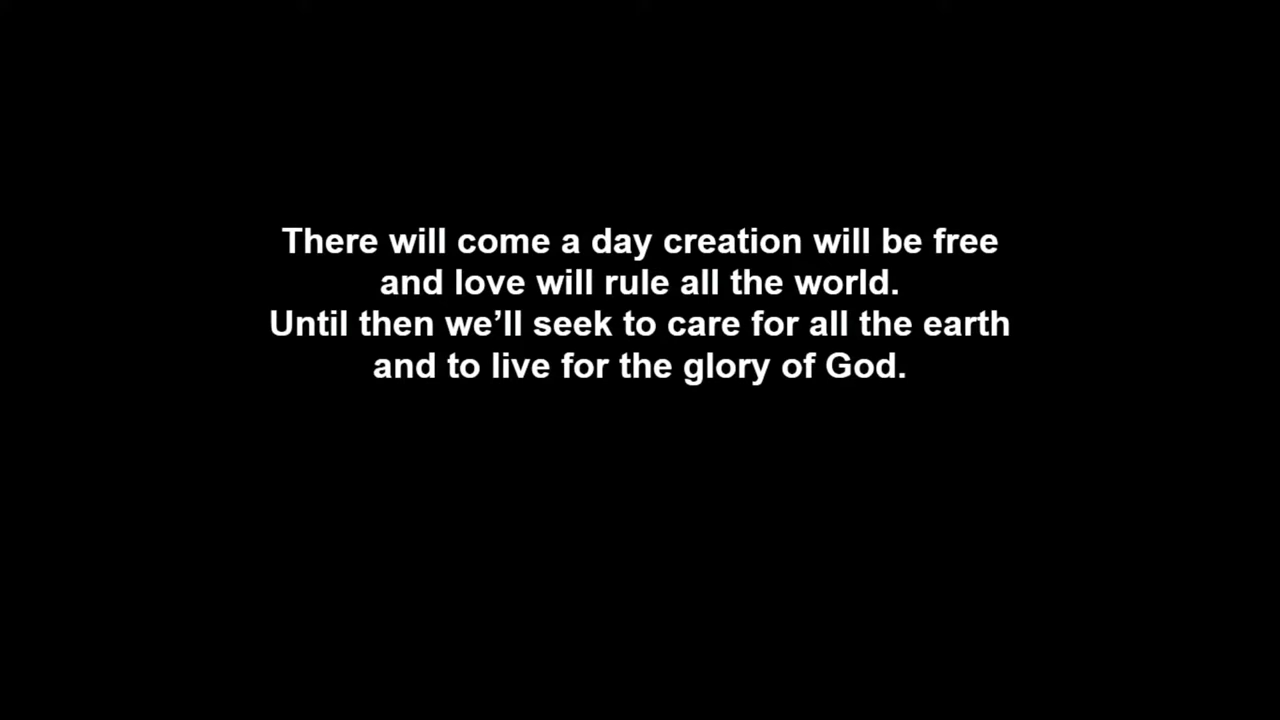 There will come a day creation will be free
and love will rule all the world.
Until then we’ll seek to care for all the earth
and to live for the glory of God.